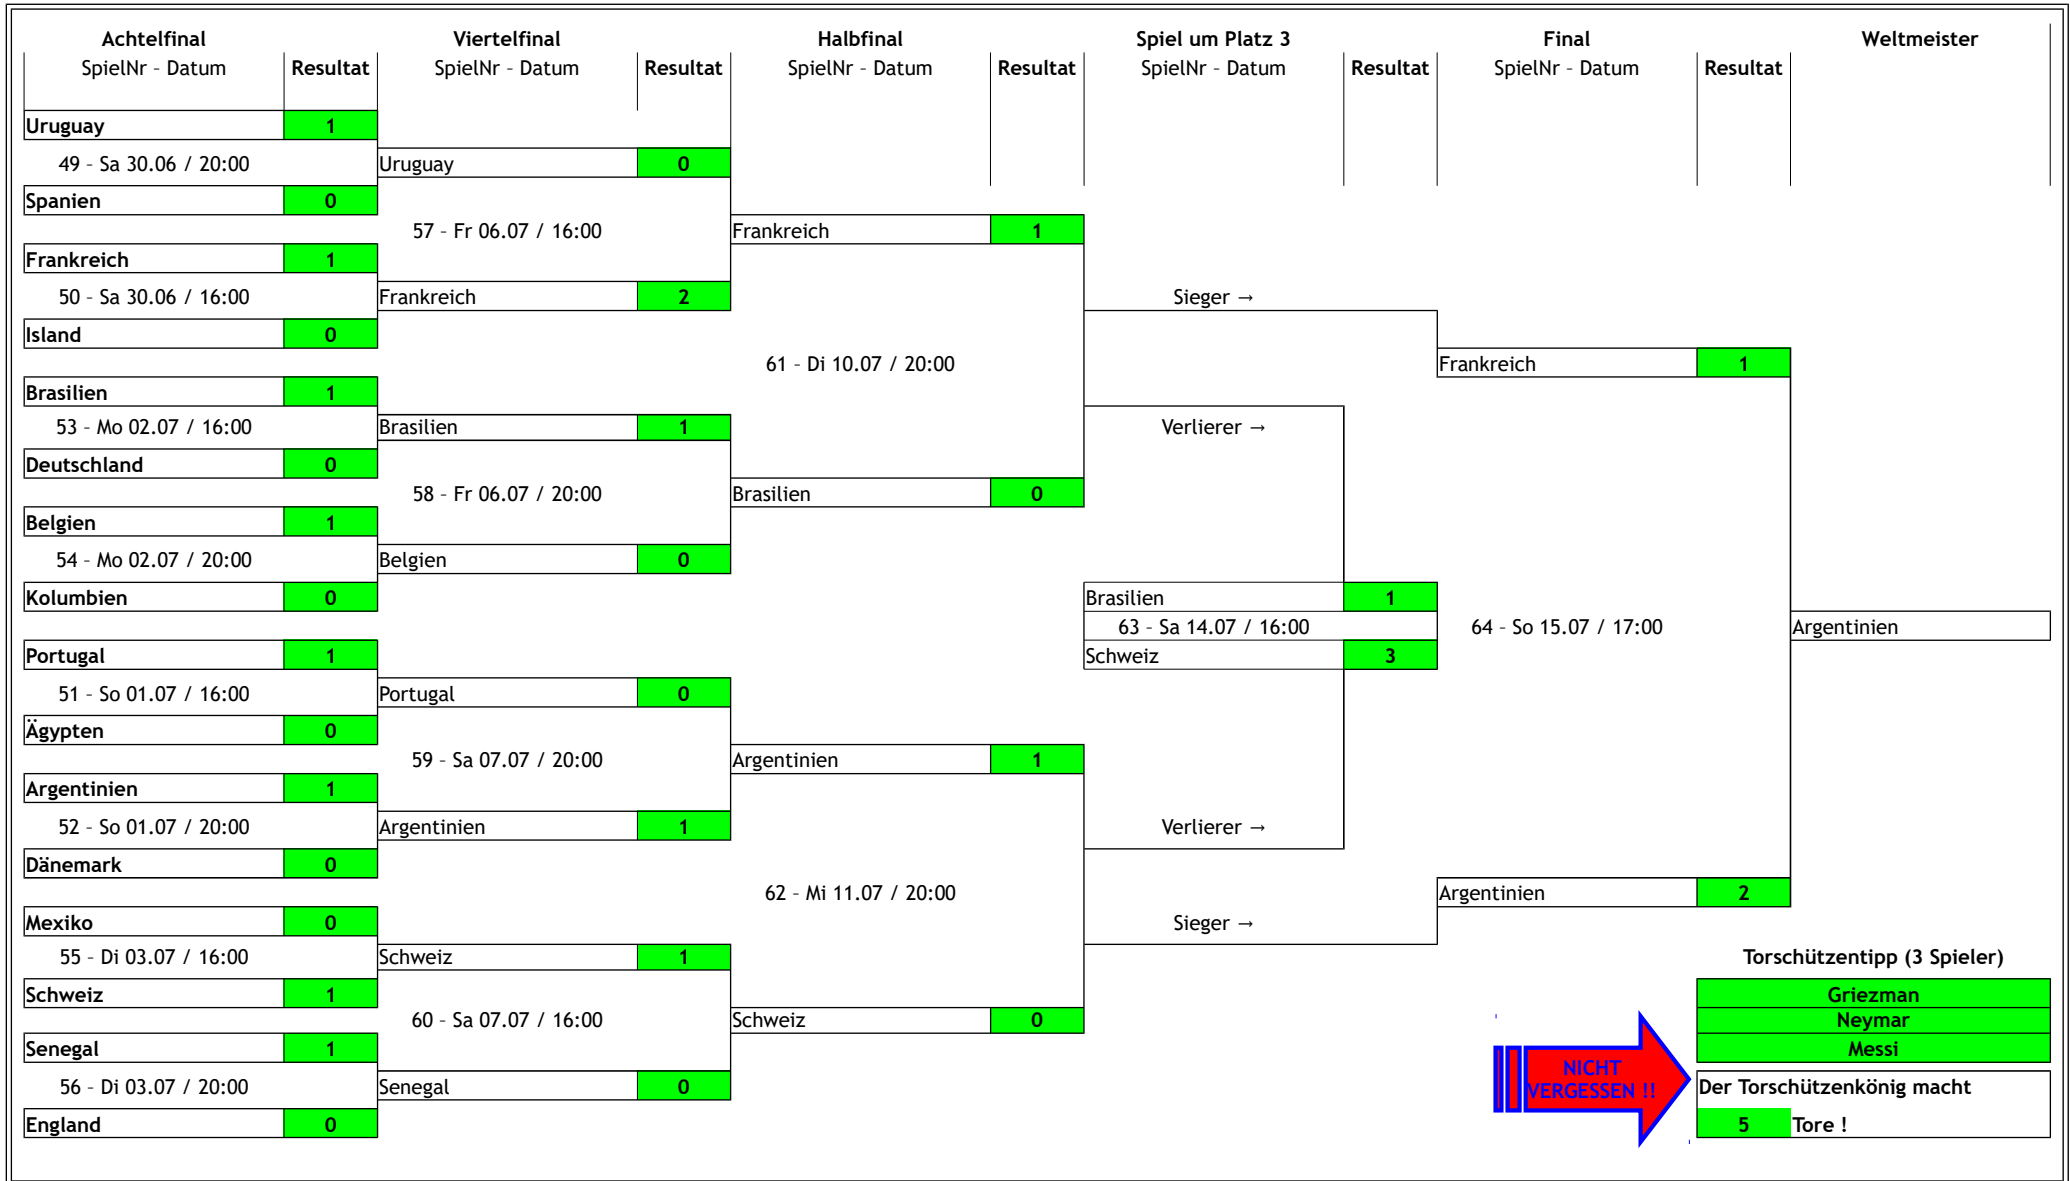 Achtelfinal Viertelfinal Halbfinal Spiel um Platz 3 Final Weltmeister
SpielNr - Datum Resultat SpielNr - Datum Resultat SpielNr - Datum Resultat SpielNr - Datum Resultat SpielNr - Datum Resultat
Uruguay 1
49 - Sa 30.06 / 20:00 Uruguay 0
Spanien 0
57 - Fr 06.07 / 16:00 Frankreich 1
Frankreich 1
50 - Sa 30.06 / 16:00 Frankreich 2 Sieger →
Island 0
61 - Di 10.07 / 20:00 Frankreich 1
Brasilien 1
53 - Mo 02.07 / 16:00 Brasilien 1 Verlierer →
Deutschland 0
58 - Fr 06.07 / 20:00 Brasilien 0
Belgien 1
54 - Mo 02.07 / 20:00 Belgien 0
Kolumbien 0 Brasilien 1
63 - Sa 14.07 / 16:00 64 - So 15.07 / 17:00 Argentinien
Portugal 1 Schweiz 3
51 - So 01.07 / 16:00 Portugal 0
Ägypten 0
59 - Sa 07.07 / 20:00 Argentinien 1
Argentinien 1
52 - So 01.07 / 20:00 Argentinien 1 Verlierer →
Dänemark 0
62 - Mi 11.07 / 20:00 Argentinien 2
Mexiko 0 Sieger →
55 - Di 03.07 / 16:00 Schweiz 1 Torschützentipp (3 Spieler)
Schweiz 1 Griezman
60 - Sa 07.07 / 16:00 Schweiz 0 Neymar
Senegal 1 Messi
NICHT
VERGESSEN !!
56 - Di 03.07 / 20:00 Senegal 0 Der Torschützenkönig macht
England 0 5 Tore !